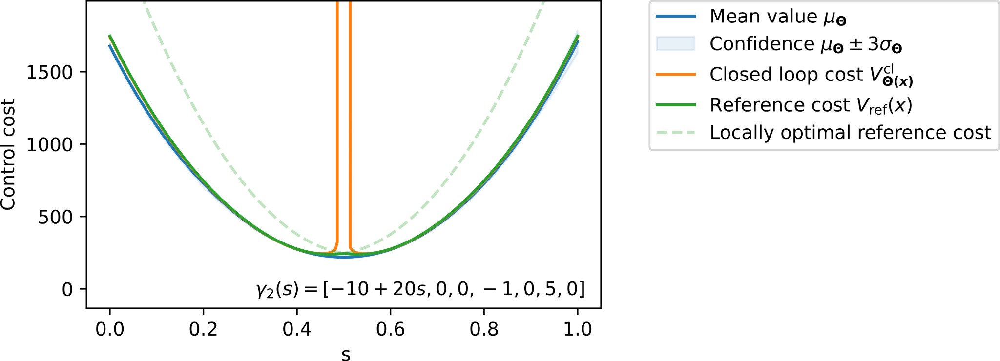 Control cost
1500
1000
500
0
γ₂(s) = [−10 + 20s, 0, 0, − 1, 0, 5, 0]
0.0 0.2 0.4 0.6 0.8 1.0
s
Mean value μ_Θ
Confidence μ_Θ ± 3σ_Θ
Closed loop cost V^cl_Θ(x)
Reference cost V_ref(x)
Locally optimal reference cost